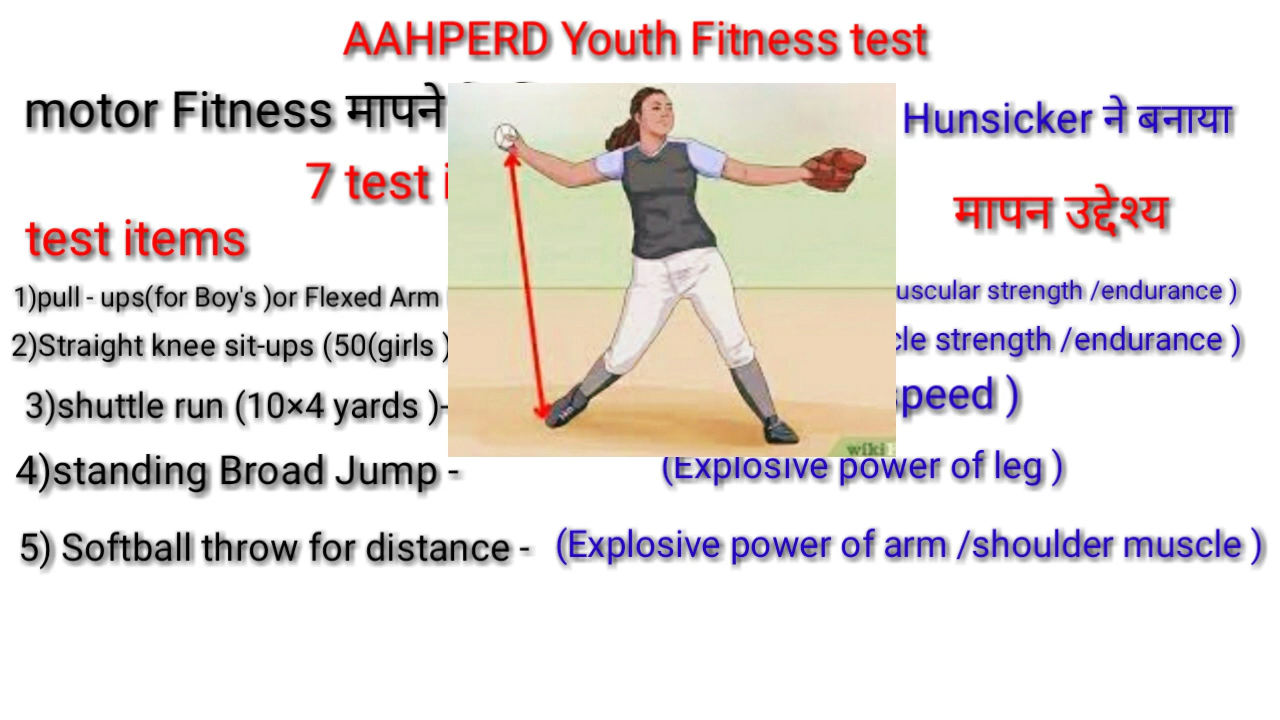 AAHPERD Youth Fitness test
motor Fitness मापने
Hunsicker ने बनाया
7 test
मापन उद्देश्य
test items
1)pull - ups(for Boy's )or Flexed Arm
uscular strength /endurance )
2)Straight knee sit-ups (50(girls )
cle strength /endurance )
3)shuttle run (10×4 yards )-
speed )
4)standing Broad Jump -
(Explosive power of leg )
5) Softball throw for distance -
(Explosive power of arm /shoulder muscle )
wiki